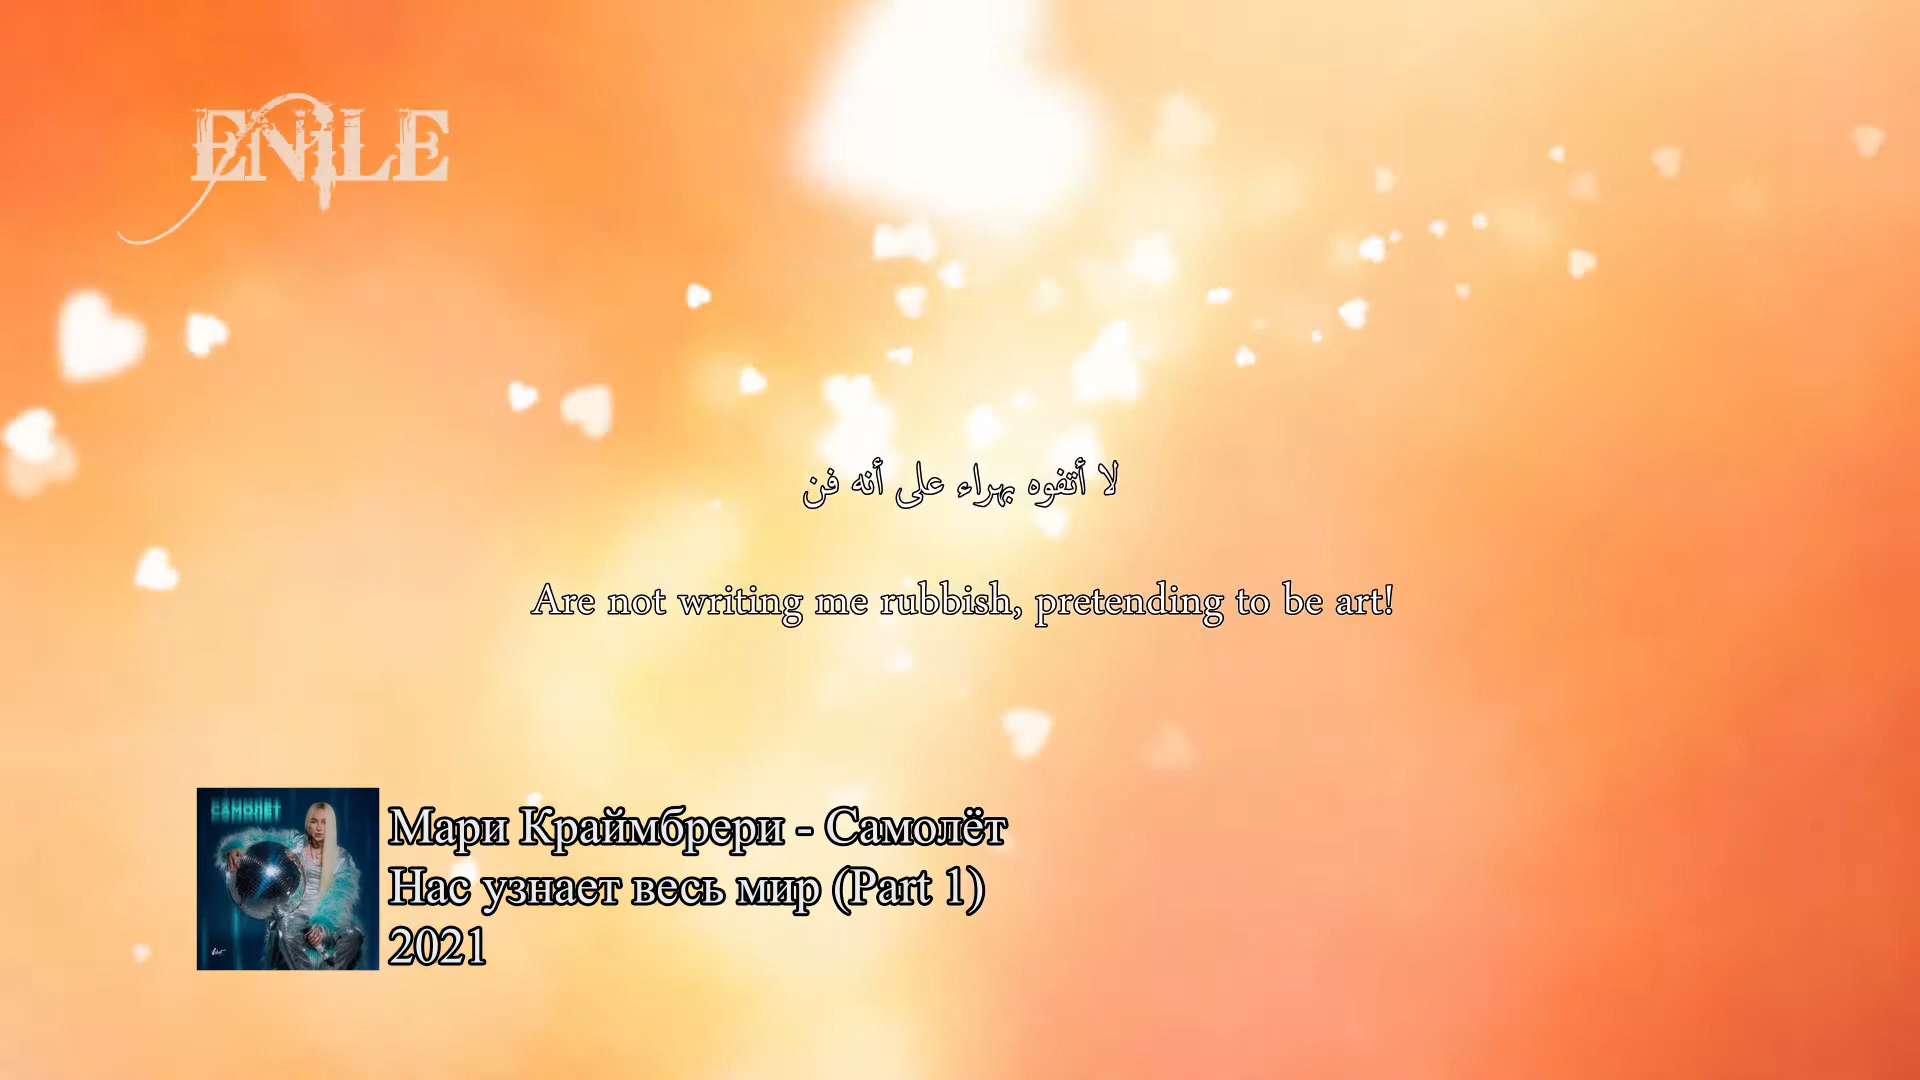 ENILE
لا أتفوه بهراء على أنه فن
Are not writing me rubbish, pretending to be art!
САМОЛЁТ
Мари Краймбрери - Самолёт
Нас узнает весь мир (Part 1)
2021